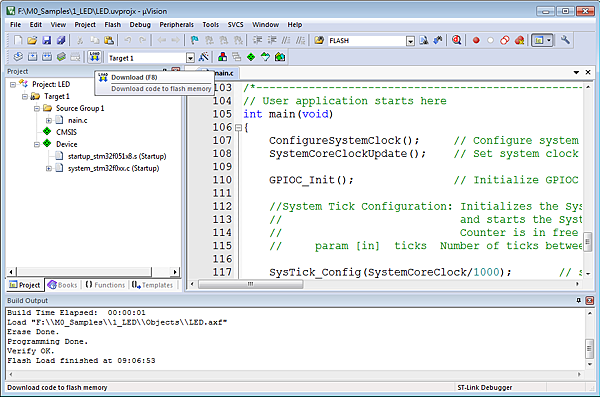 F:\M0_Samples\1_LED\LED.uvprojx - µVision
File Edit View Project Flash Debug Peripherals Tools SVCS Window Help
FLASH
LOAD Target 1
Project
LOAD Download (F8)
Download code to flash memory
Project: LED
Target 1
Source Group 1
main.c
CMSIS
Device
startup_stm32f051x8.s (Startup)
system_stm32f0xx.c (Startup)
Project Books {} Functions Templates
main.c
103 /*-----------------------------------------
104 // User application starts here
105 int main(void)
106 {
107 ConfigureSystemClock(); // Configure system
108 SystemCoreClockUpdate(); // Set system clock
109
110 GPIOC_Init(); // Initialize GPIOC
111
112 //System Tick Configuration: Initializes the Sys
113 // and starts the Syst
114 // Counter is in free
115 // param [in] ticks Number of ticks betwee
116
117 SysTick_Config(SystemCoreClock/1000); // s
Build Output
Build Time Elapsed: 00:00:01
Load "F:\\M0_Samples\\1_LED\\Objects\\LED.axf"
Erase Done.
Programming Done.
Verify OK.
Flash Load finished at 09:06:53
Download code to flash memory ST-Link Debugger